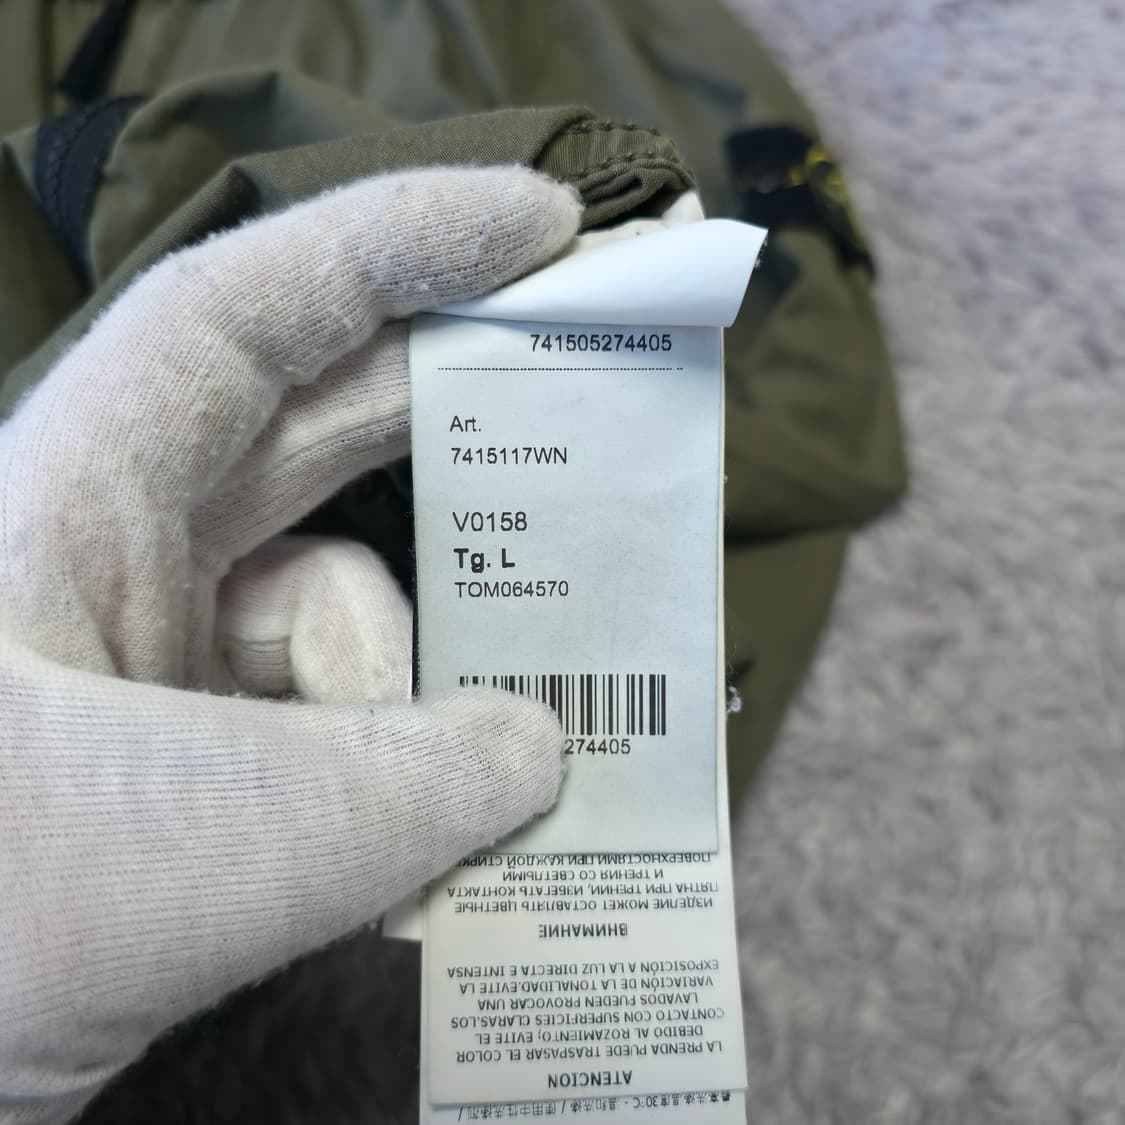 741505274405
Art.
7415117WN
V0158
Tg. L
TOM064570
274405
ПОВЕРХНОСТЯМИ ПРИ КАЖДОЙ
И ТРЕНИЯ СО СВЕТЛЫМИ
ПЯТНА ПРИ ТРЕНИИ, ИЗБЕГАТЬ КОНТАКТА
ИЗДЕЛИЕ МОЖЕТ ОСТАВЛЯТЬ ЦВЕТНЫЕ
ВНИМАНИЕ
EXPOSICIÓN A LA LUZ DIRECTA E INTENSA
VARIACIÓN DE LA TONALIDAD.EVITE LA
LAVADOS PUEDEN PROVOCAR UNA
CONTACTO CON SUPERFICIES CLARAS.LOS
DEBIDO AL ROZAMIENTO; EVITE EL
LA PRENDA PUEDE TRASPASAR EL COLOR
ATENCION